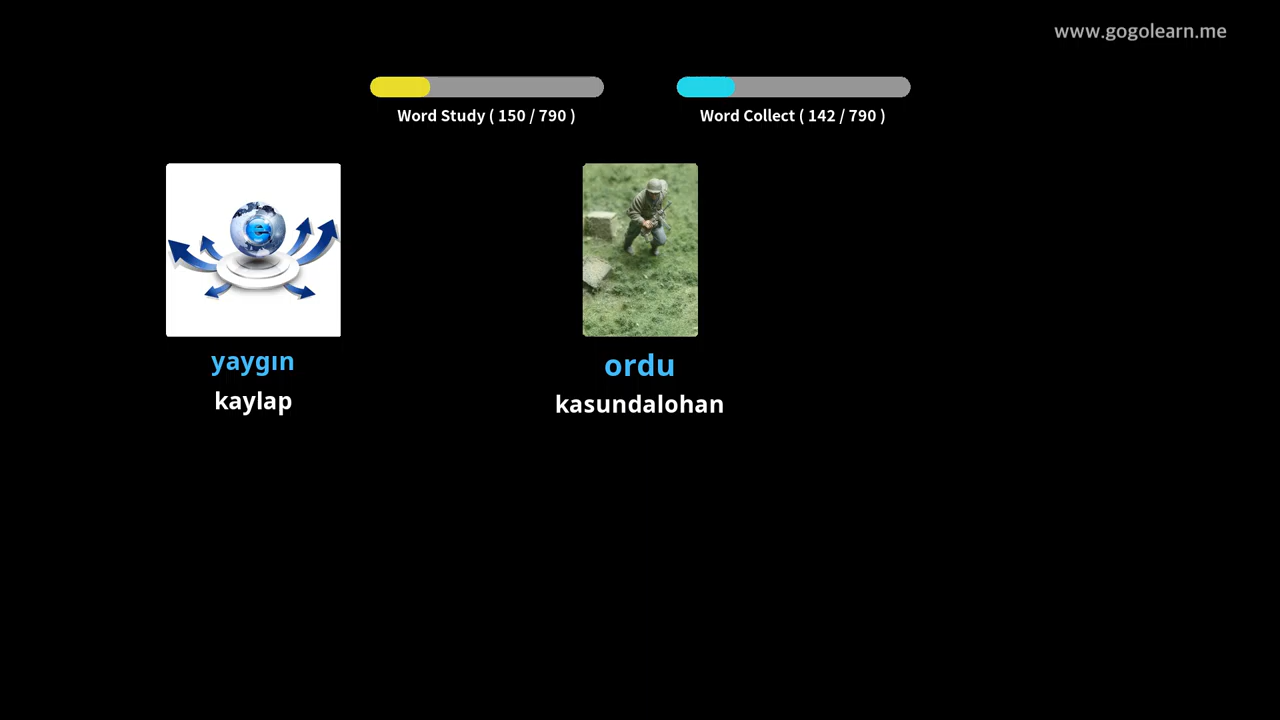 www.gogolearn.me
Word Study ( 150 / 790 )
Word Collect ( 142 / 790 )
e
yaygın
kaylap
ordu
kasundalohan